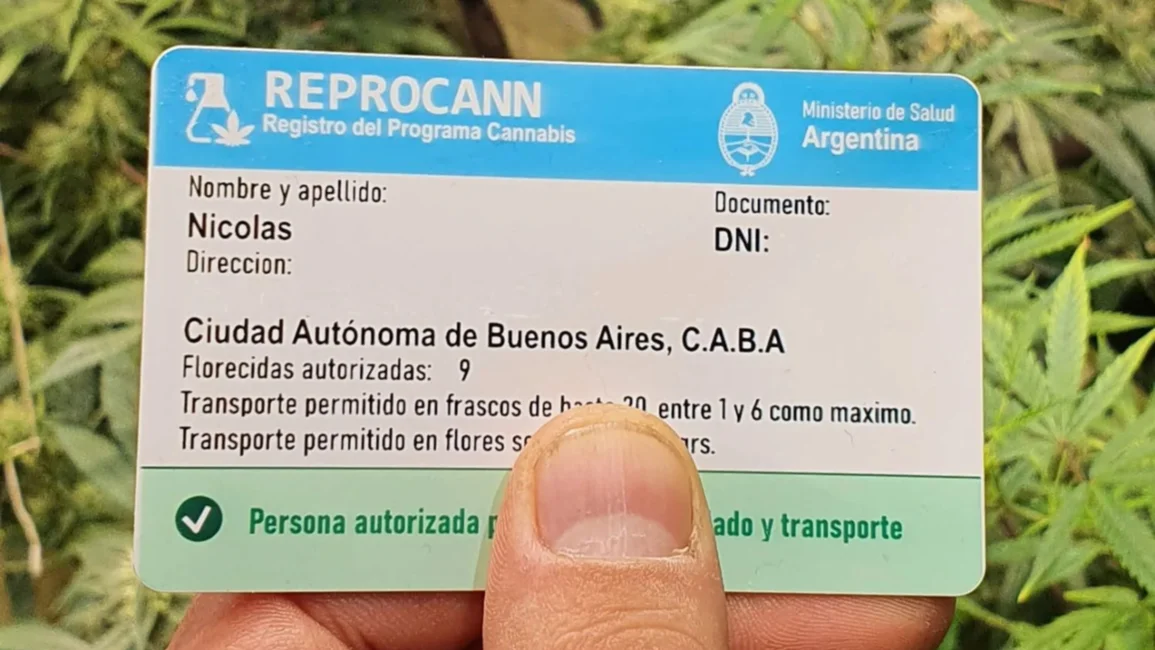 REPROCANN
Registro del Programa Cannabis
Ministerio de Salud
Argentina
Nombre y apellido:
Nicolas
Documento:
DNI:
Direccion:
Ciudad Autónoma de Buenos Aires, C.A.B.A
Florecidas autorizadas: 9
Transporte permitido en frascos de entre 1 y 6 como maximo.
Transporte permitido en flores grs.
Persona autorizada y transporte